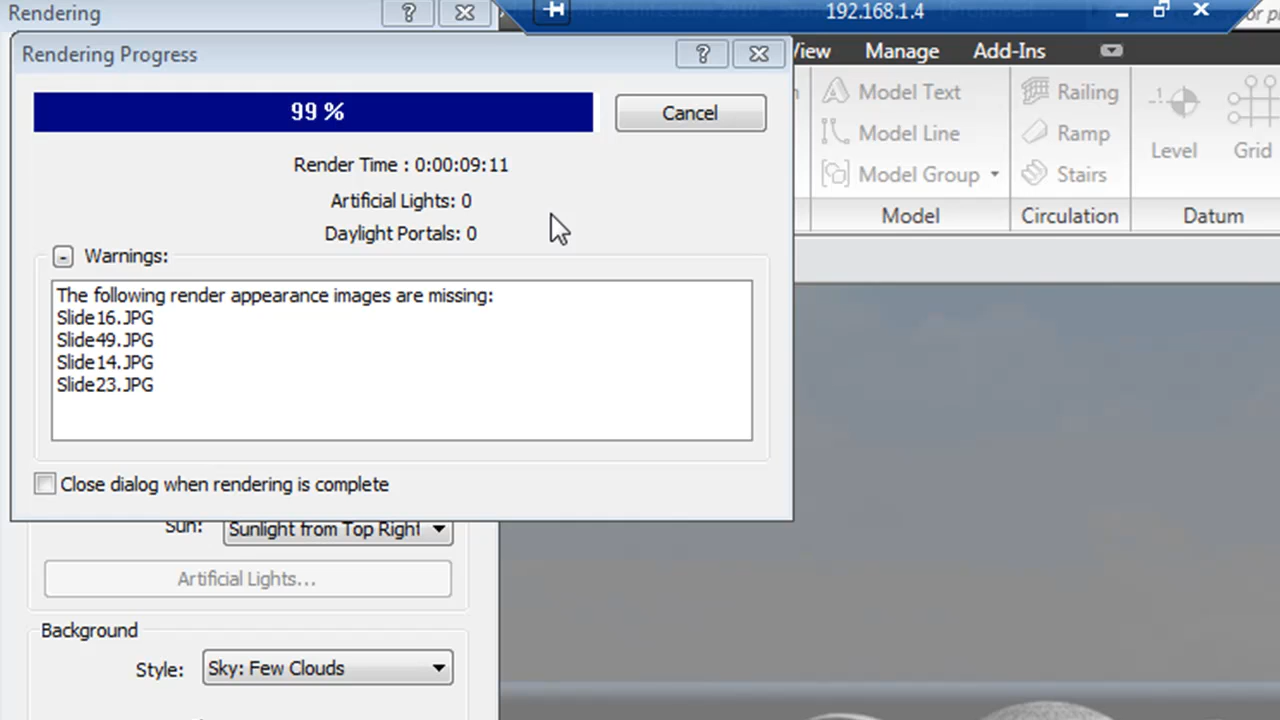 Rendering
192.168.1.4
Rendering Progress
View
Manage
Add-Ins
99 %
Cancel
Model Text
Railing
Render Time : 0:00:09:11
Model Line
Ramp
Level
Grid
Artificial Lights: 0
Model Group
Stairs
Daylight Portals: 0
Model
Circulation
Datum
Warnings:
The following render appearance images are missing:
Slide16.JPG
Slide49.JPG
Slide14.JPG
Slide23.JPG
Close dialog when rendering is complete
Sun:
Sunlight from Top Right
Artificial Lights...
Background
Style:
Sky: Few Clouds